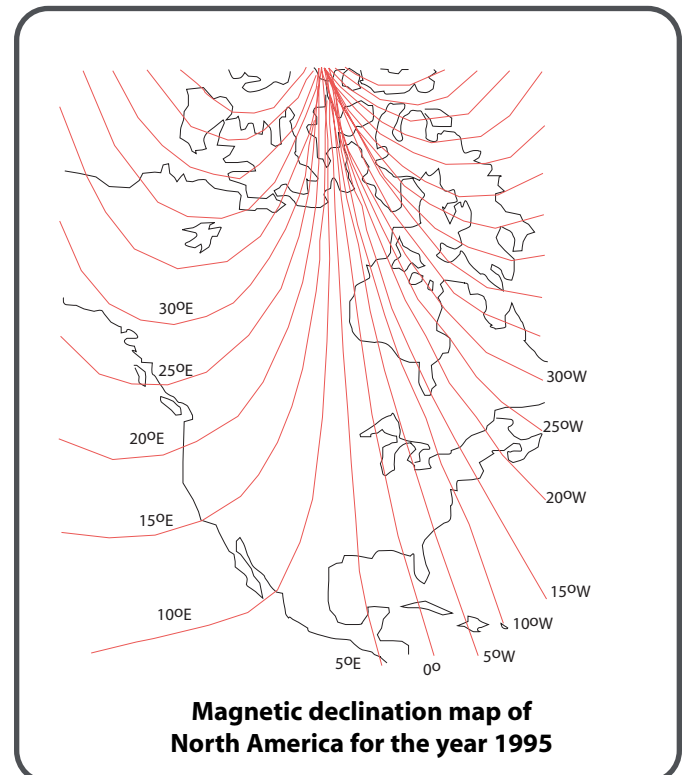 30ºE
25ºE
20ºE
15ºE
10ºE
5ºE
0º
5ºW
10ºW
15ºW
20ºW
25ºW
30ºW
Magnetic declination map of
North America for the year 1995